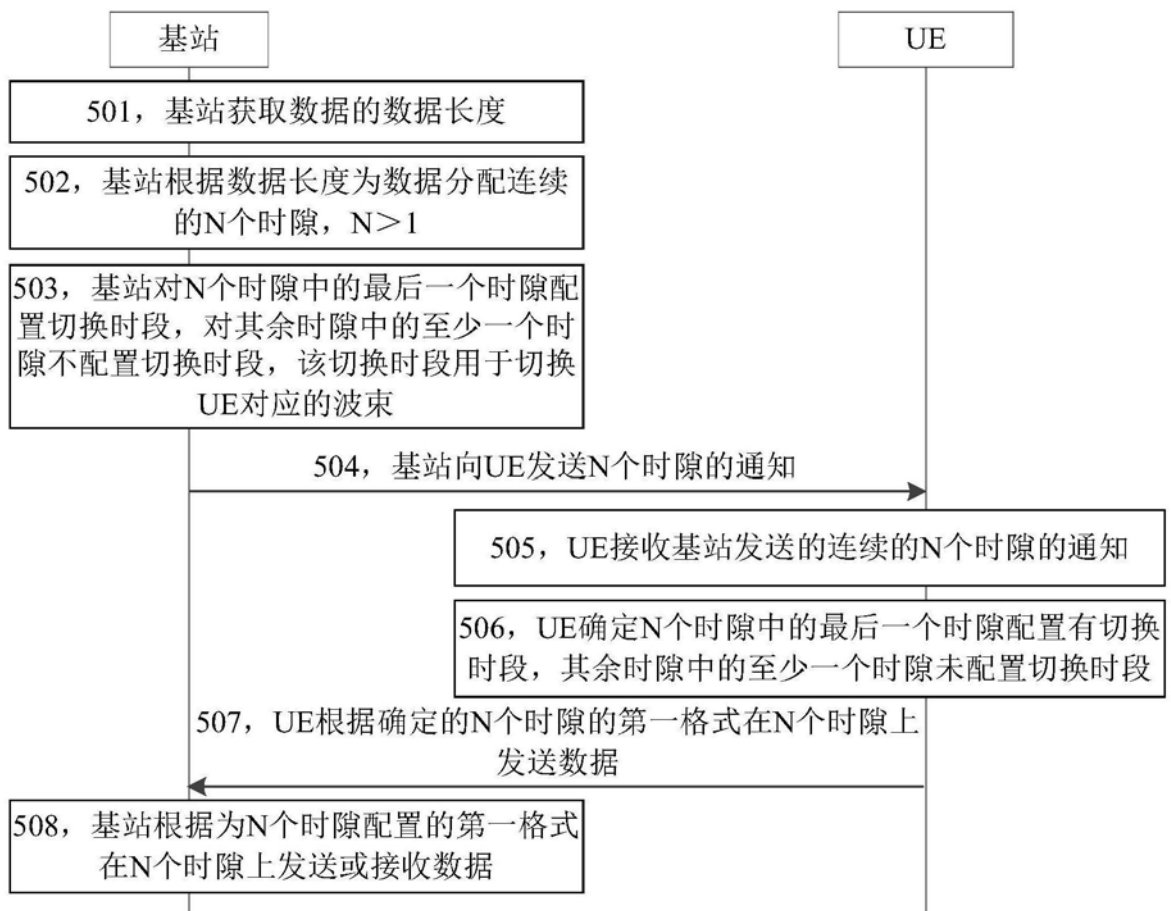 基站
UE
501，基站获取数据的数据长度
502，基站根据数据长度为数据分配连续
的N个时隙，N＞1
503，基站对N个时隙中的最后一个时隙配
置切换时段，对其余时隙中的至少一个时
隙不配置切换时段，该切换时段用于切换
UE对应的波束
504，基站向UE发送N个时隙的通知
505，UE接收基站发送的连续的N个时隙的通知
506，UE确定N个时隙中的最后一个时隙配置有切换
时段，其余时隙中的至少一个时隙未配置切换时段
507，UE根据确定的N个时隙的第一格式在N个时隙上
发送数据
508，基站根据为N个时隙配置的第一格式
在N个时隙上发送或接收数据